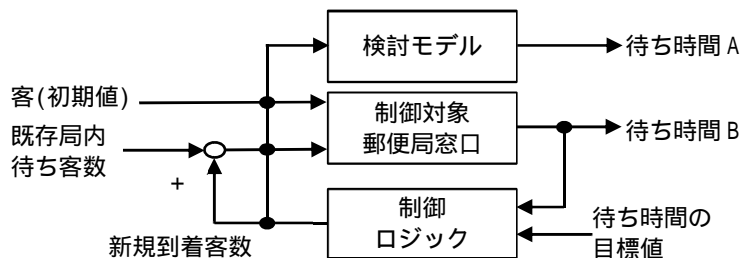 検討モデル
待ち時間 A
客(初期値)
制御対象
郵便局窓口
待ち時間 B
既存局内
待ち客数
+
制御
ロジック
待ち時間の
目標値
新規到着客数